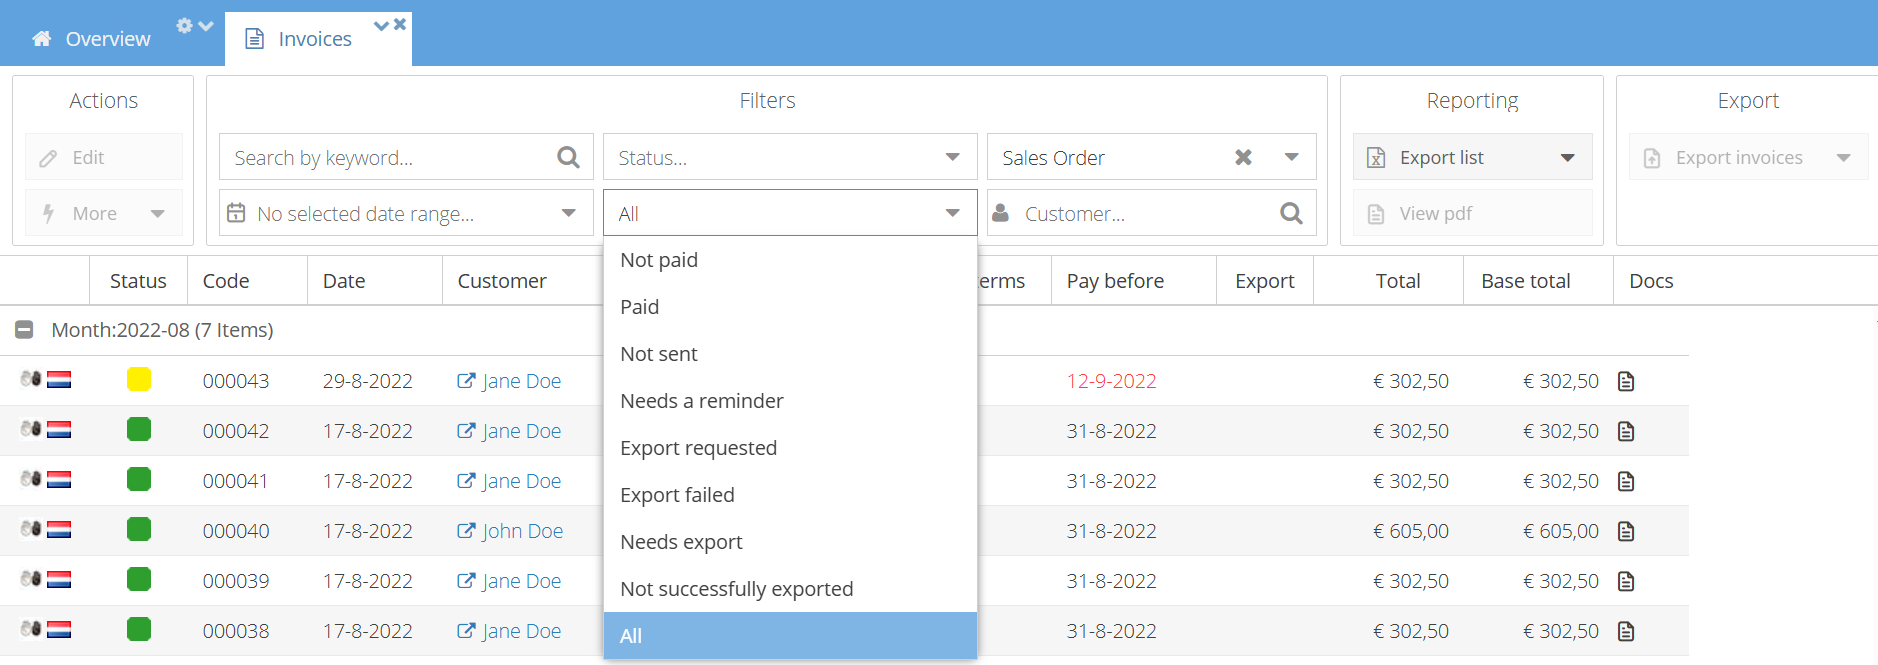 Overview
Invoices
Actions
Filters
Reporting
Export
Edit
Search by keyword...
Status...
Sales Order
Export list
Export invoices
More
No selected date range...
All
Customer...
View pdf
Not paid
Paid
Not sent
Needs a reminder
Export requested
Export failed
Needs export
Not successfully exported
All
Status Code Date Customer erms Pay before Export Total Base total Docs
Month:2022-08 (7 Items)
000043 29-8-2022 Jane Doe 12-9-2022 € 302,50 € 302,50
000042 17-8-2022 Jane Doe 31-8-2022 € 302,50 € 302,50
000041 17-8-2022 Jane Doe 31-8-2022 € 302,50 € 302,50
000040 17-8-2022 John Doe 31-8-2022 € 605,00 € 605,00
000039 17-8-2022 Jane Doe 31-8-2022 € 302,50 € 302,50
000038 17-8-2022 Jane Doe 31-8-2022 € 302,50 € 302,50